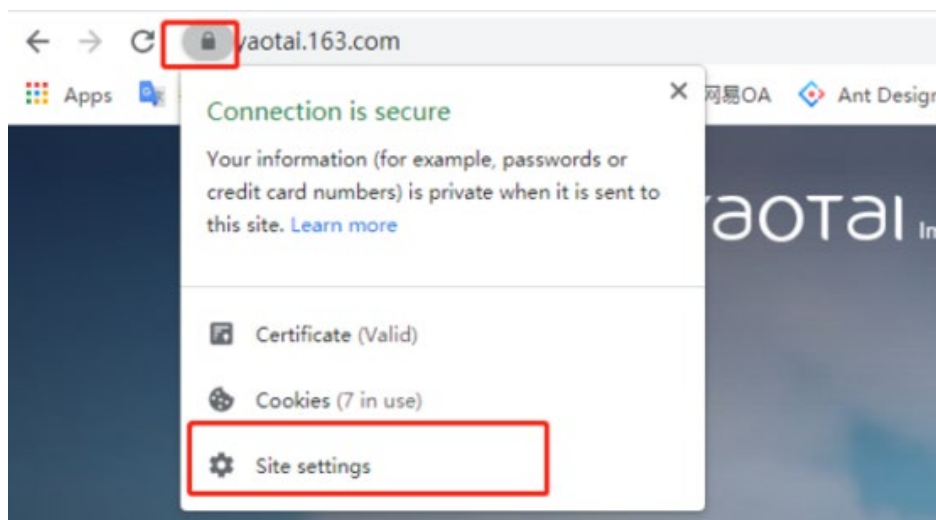 yaotai.163.com
Apps
网易OA
Ant Design
Connection is secure
Your information (for example, passwords or
credit card numbers) is private when it is sent to
this site. Learn more
YAOTAI
Certificate (Valid)
Cookies (7 in use)
Site settings